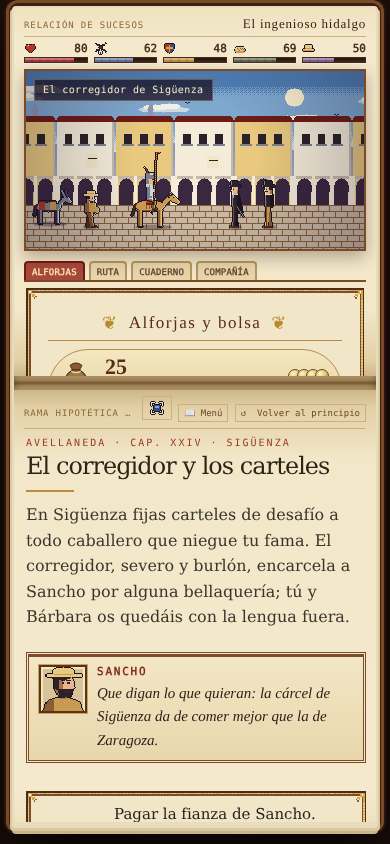 RELACIÓN DE SUCESOS
El ingenioso hidalgo
80 62 48 69 50
El corregidor de Sigüenza
ALFORJAS RUTA CUADERNO COMPAÑÍA
Alforjas y bolsa
25
RAMA HIPOTÉTICA … Menú ↺ Volver al principio
AVELLANEDA · CAP. XXIV · SIGÜENZA
El corregidor y los carteles
En Sigüenza fijas carteles de desafío a
todo caballero que niegue tu fama. El
corregidor, severo y burlón, encarcela a
Sancho por alguna bellaquería; tú y
Bárbara os quedáis con la lengua fuera.
SANCHO
Que digan lo que quieran: la cárcel de
Sigüenza da de comer mejor que la de
Zaragoza.
Pagar la fianza de Sancho.